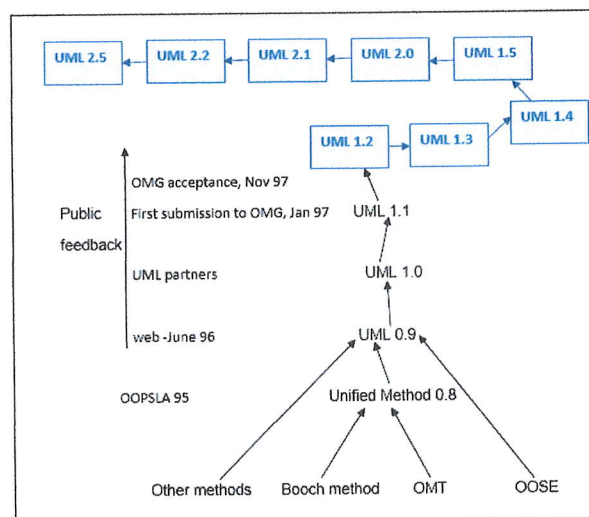 UML 2.5 UML 2.2 UML 2.1 UML 2.0 UML 1.5
UML 1.2 UML 1.3 UML 1.4
OMG acceptance, Nov 97
Public First submission to OMG, Jan 97 UML 1.1
feedback
UML partners UML 1.0
web -June 96 UML 0.9
OOPSLA 95 Unified Method 0.8
Other methods Booch method OMT OOSE